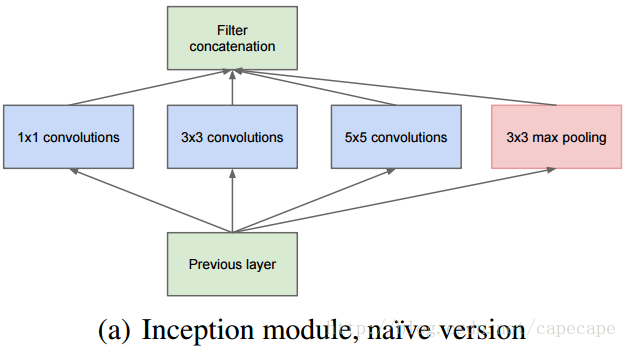 Filter
concatenation
1x1 convolutions
3x3 convolutions
5x5 convolutions
3x3 max pooling
Previous layer
(a) Inception module, naïve version